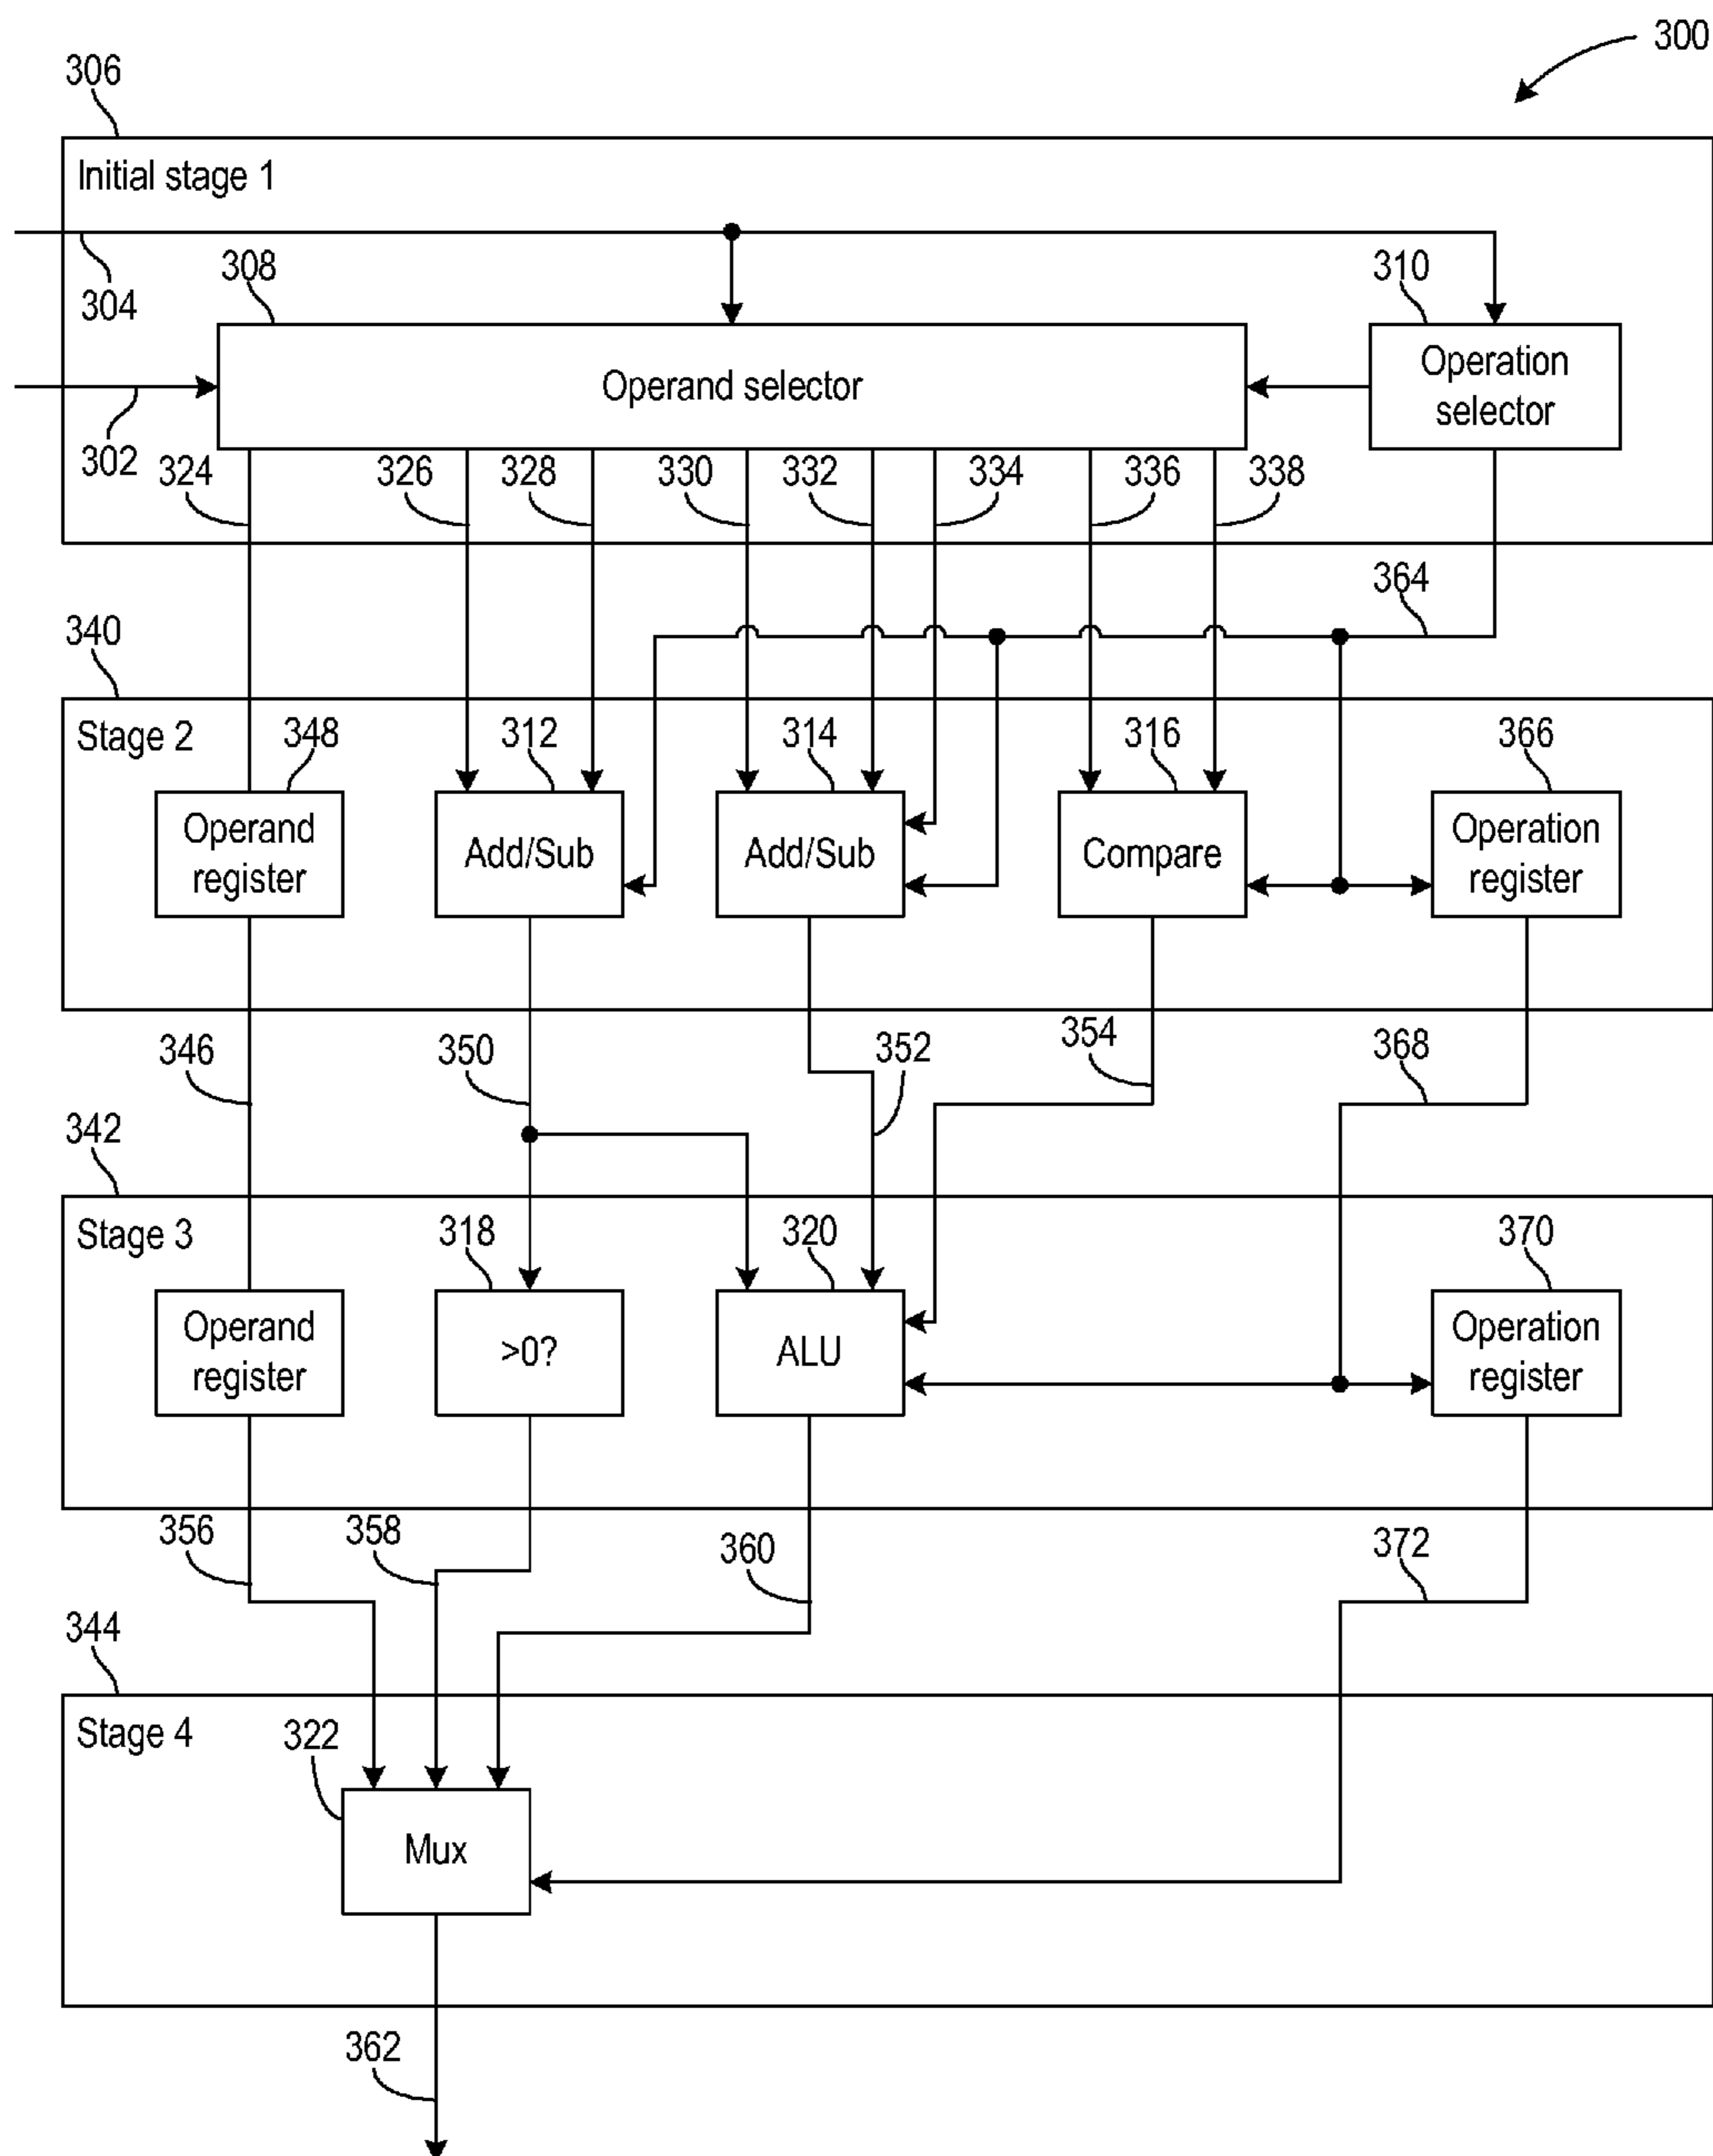 300
306
Initial stage 1
304
308
310
Operand selector
Operation
selector
302
324
326
328
330
332
334
336
338
364
340
Stage 2
348
312
314
316
366
Operand
register
Add/Sub
Add/Sub
Compare
Operation
register
346
350
352
354
368
342
Stage 3
318
320
370
Operand
register
>0?
ALU
Operation
register
356
358
360
372
344
Stage 4
322
Mux
362